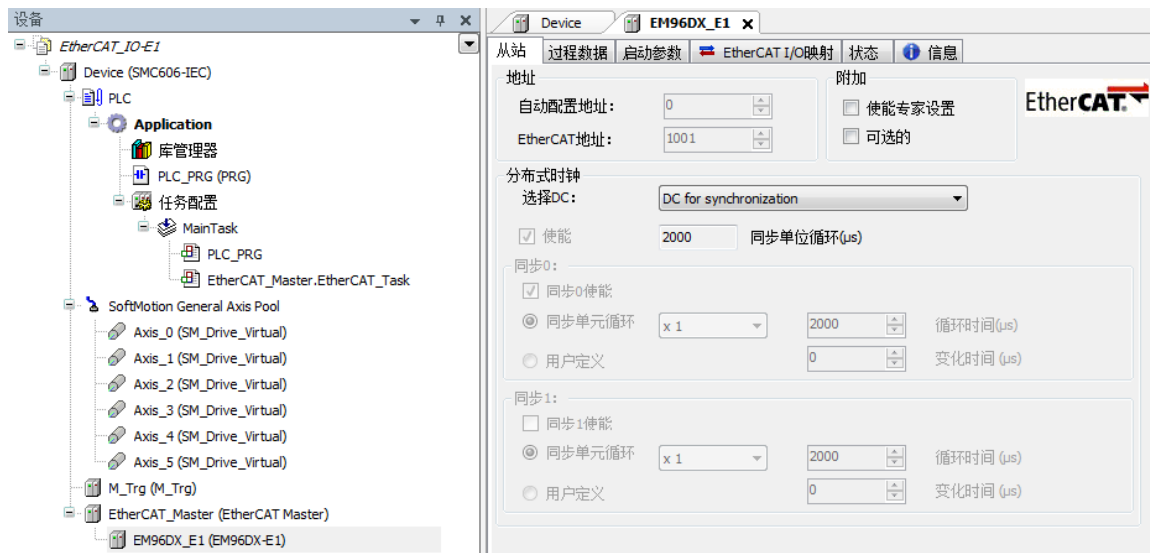 设备
EtherCAT_IO-E1
Device (SMC606-IEC)
PLC
Application
库管理器
PLC_PRG (PRG)
任务配置
MainTask
PLC_PRG
EtherCAT_Master.EtherCAT_Task
SoftMotion General Axis Pool
Axis_0 (SM_Drive_Virtual)
Axis_1 (SM_Drive_Virtual)
Axis_2 (SM_Drive_Virtual)
Axis_3 (SM_Drive_Virtual)
Axis_4 (SM_Drive_Virtual)
Axis_5 (SM_Drive_Virtual)
M_Trg (M_Trg)
EtherCAT_Master (EtherCAT Master)
EM96DX_E1 (EM96DX-E1)
Device EM96DX_E1
从站 过程数据 启动参数 EtherCAT I/O映射 状态 信息
地址 附加
自动配置地址: 0 使能专家设置
EtherCAT地址: 1001 可选的
EtherCAT.
分布式时钟
选择DC: DC for synchronization
使能 2000 同步单位循环(µs)
同步0:
同步0使能
同步单元循环 x 1 2000 循环时间(µs)
用户定义 0 变化时间 (µs)
同步1:
同步1使能
同步单元循环 x 1 2000 循环时间 (µs)
用户定义 0 变化时间 (µs)